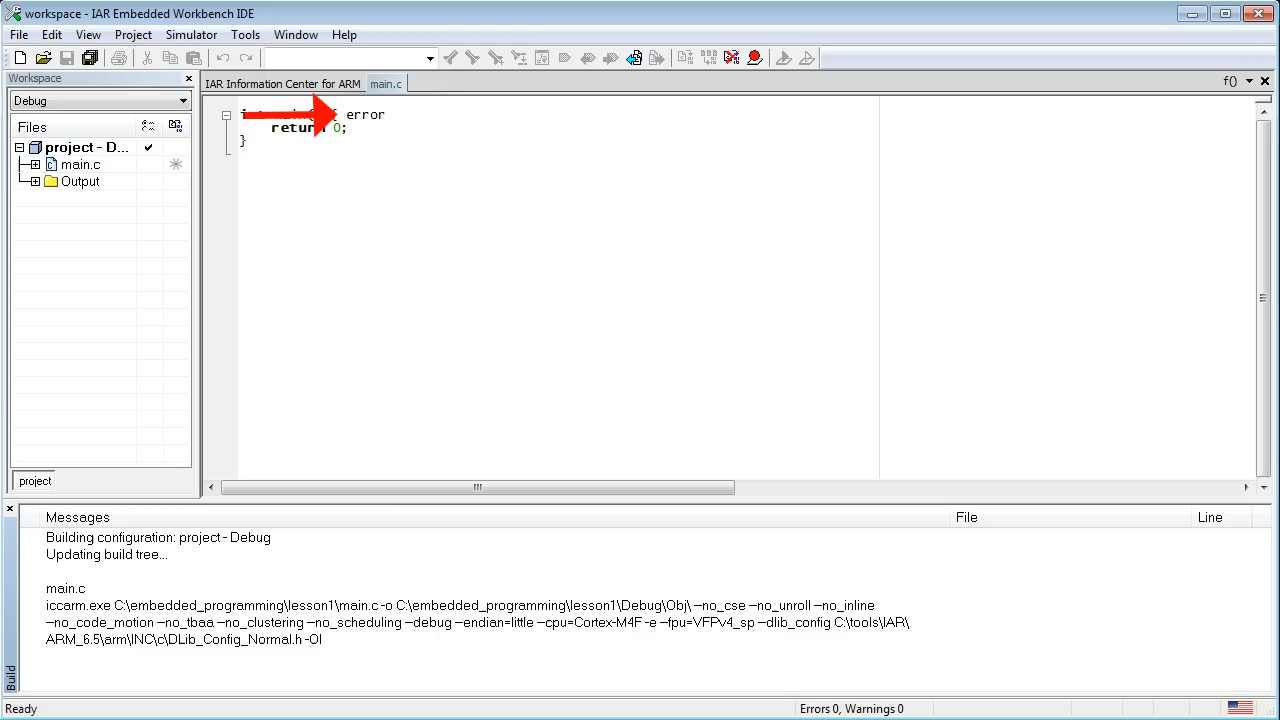 workspace - IAR Embedded Workbench IDE
File Edit View Project Simulator Tools Window Help
Workspace
IAR Information Center for ARM main.c f()
Debug
Files
project - D...
main.c
Output
error
return 0;
}
project
Messages File Line
Building configuration: project - Debug
Updating build tree...
main.c
iccarm.exe C:\embedded_programming\lesson1\main.c -o C:\embedded_programming\lesson1\Debug\Obj\ --no_cse --no_unroll --no_inline
--no_code_motion --no_tbaa --no_clustering --no_scheduling --debug --endian=little --cpu=Cortex-M4F -e --fpu=VFPv4_sp --dlib_config C:\tools\IAR\
ARM_6.5\arm\INC\c\DLib_Config_Normal.h -Ol
Build
Ready Errors 0, Warnings 0